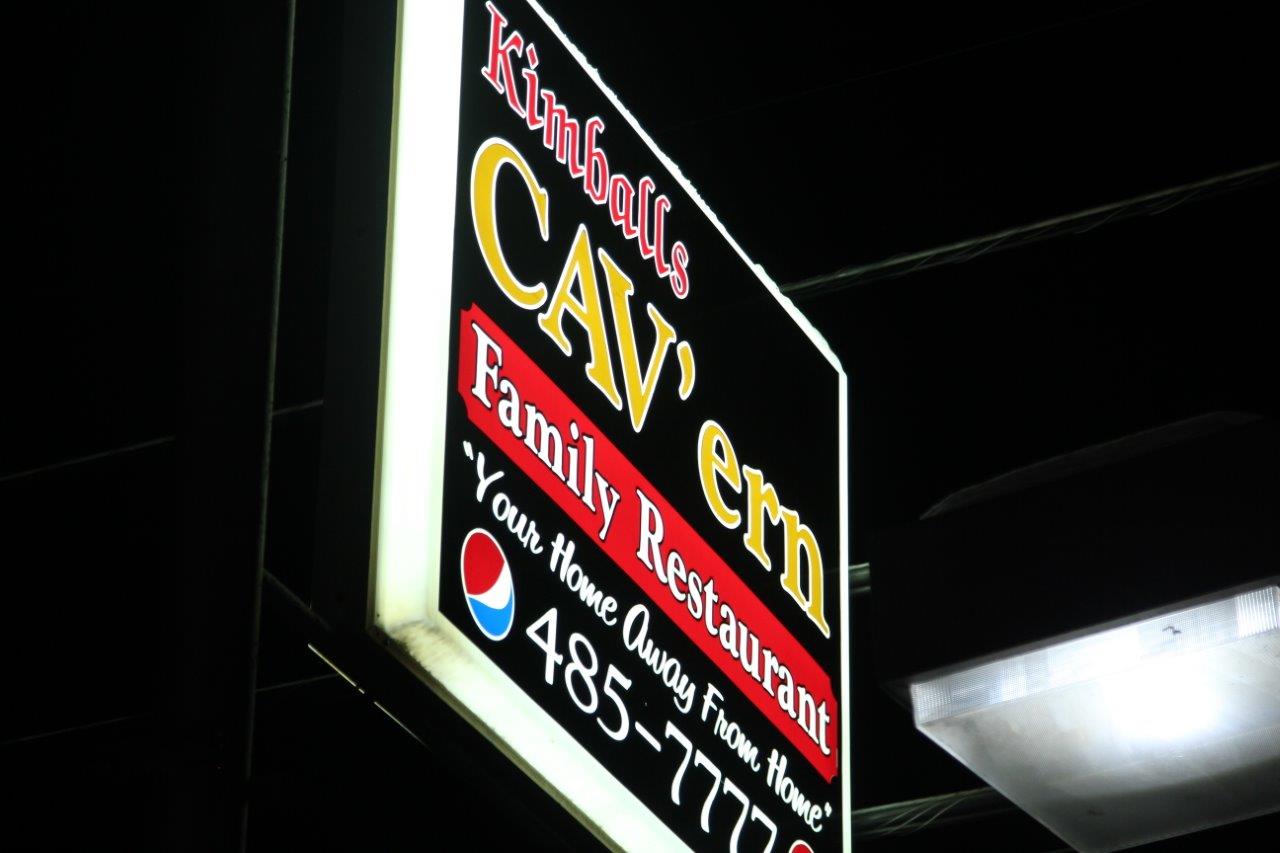 Kimballs
CAV'ern
Family Restaurant
"Your Home Away From Home"
485-7777